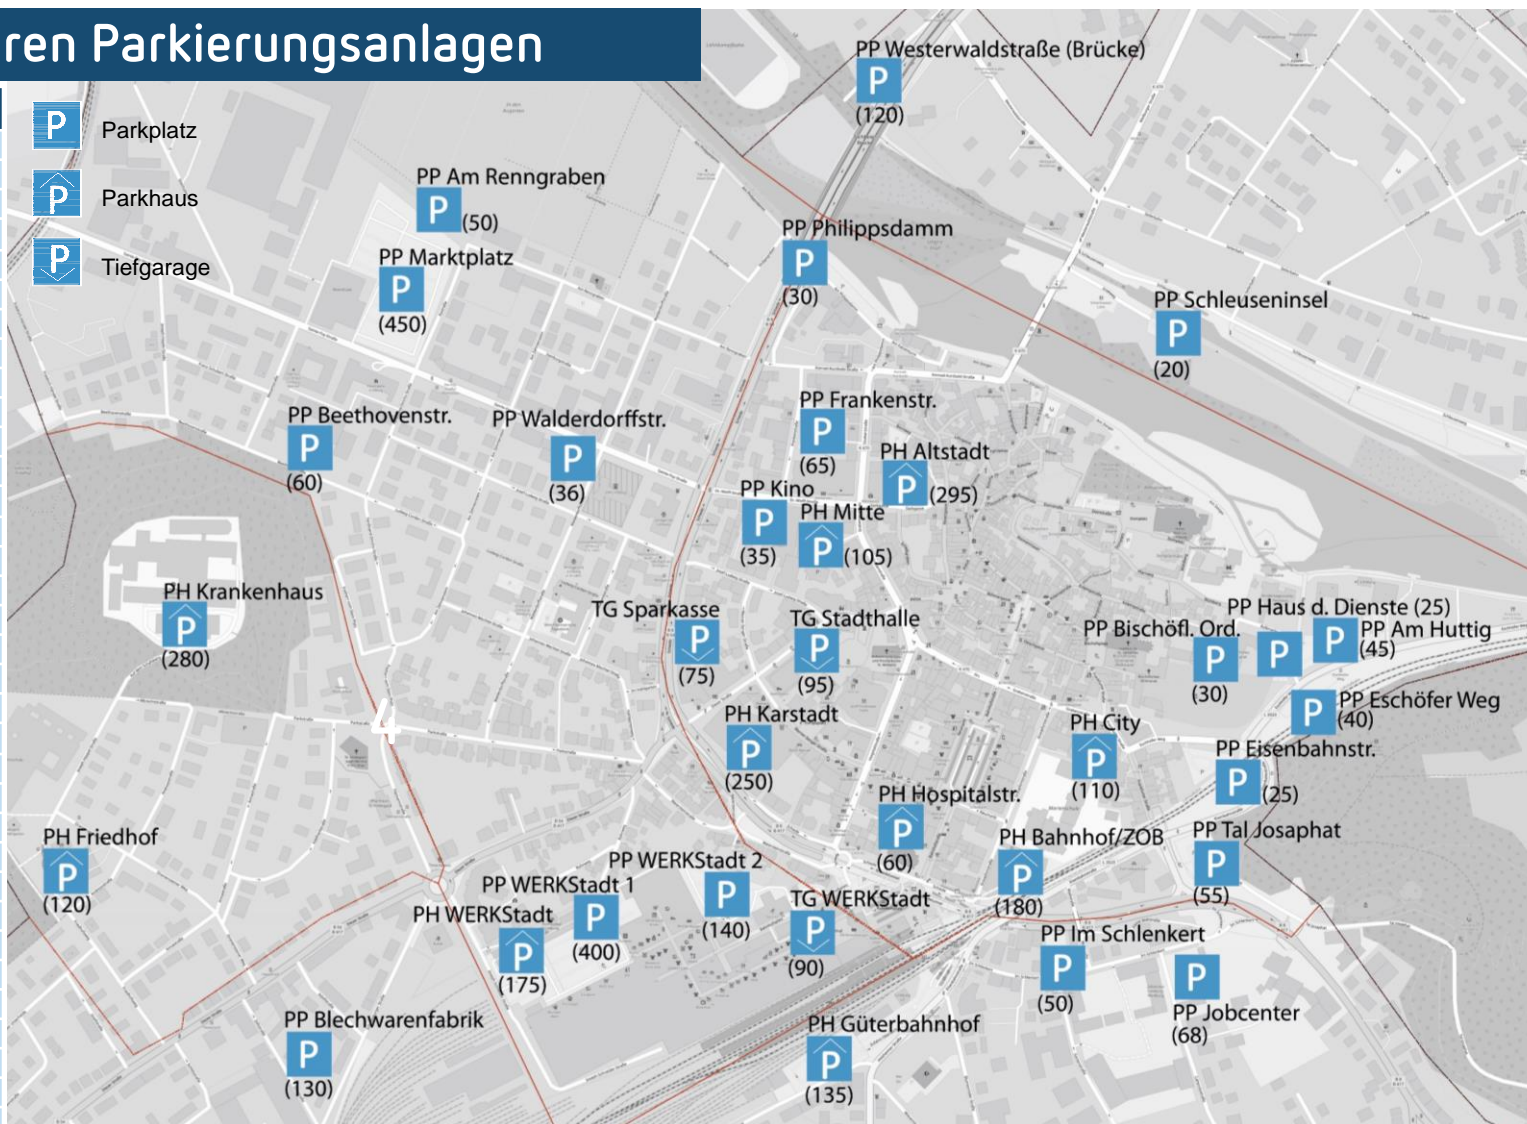 ren Parkierungsanlagen
P Parkplatz
P Parkhaus
P Tiefgarage
PP Westerwaldstraße (Brücke)
P
(120)
PP Am Renngraben
P (50)
PP Marktplatz
P
(450)
PP Philippsdamm
P
(30)
PP Schleuseninsel
P
(20)
PP Beethovenstr.
P
(60)
PP Walderdorffstr.
P
(36)
PP Frankenstr.
P
(65)
PH Altstadt
P (295)
PP Kino
P
(35)
PH Mitte
P (105)
PH Krankenhaus
P
(280)
TG Sparkasse
P
(75)
TG Stadthalle
P
(95)
PP Haus d. Dienste (25)
P
PP Bischöfl. Ord.
P
(30)
P PP Am Huttig
(45)
P PP Eschöfer Weg
(40)
PH Karstadt
P
(250)
PH City
P
(110)
PP Eisenbahnstr.
P (25)
4
PH Hospitalstr.
P
(60)
PH Bahnhof/ZOB
P
(180)
PP Tal Josaphat
P
(55)
PH Friedhof
P
(120)
PP WERKStadt 2
P
(140)
PP WERKStadt 1
P
(400)
PH WERKStadt
P
(175)
TG WERKStadt
P
(90)
PP Im Schlenkert
P
(50)
P
PP Jobcenter
(68)
PP Blechwarenfabrik
P
(130)
PH Güterbahnhof
P
(135)